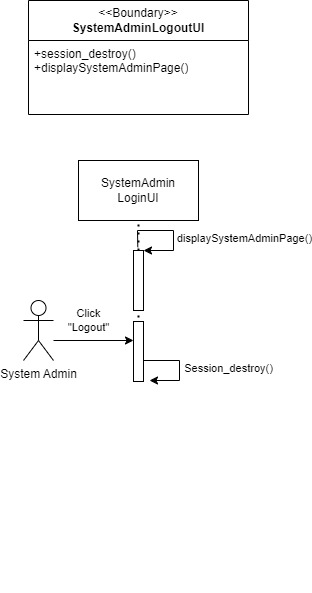 <<Boundary>>
SystemAdminLogoutUI
+session_destroy()
+displaySystemAdminPage()
SystemAdmin
LoginUI
displaySystemAdminPage()
Click
"Logout"
Session_destroy()
System Admin